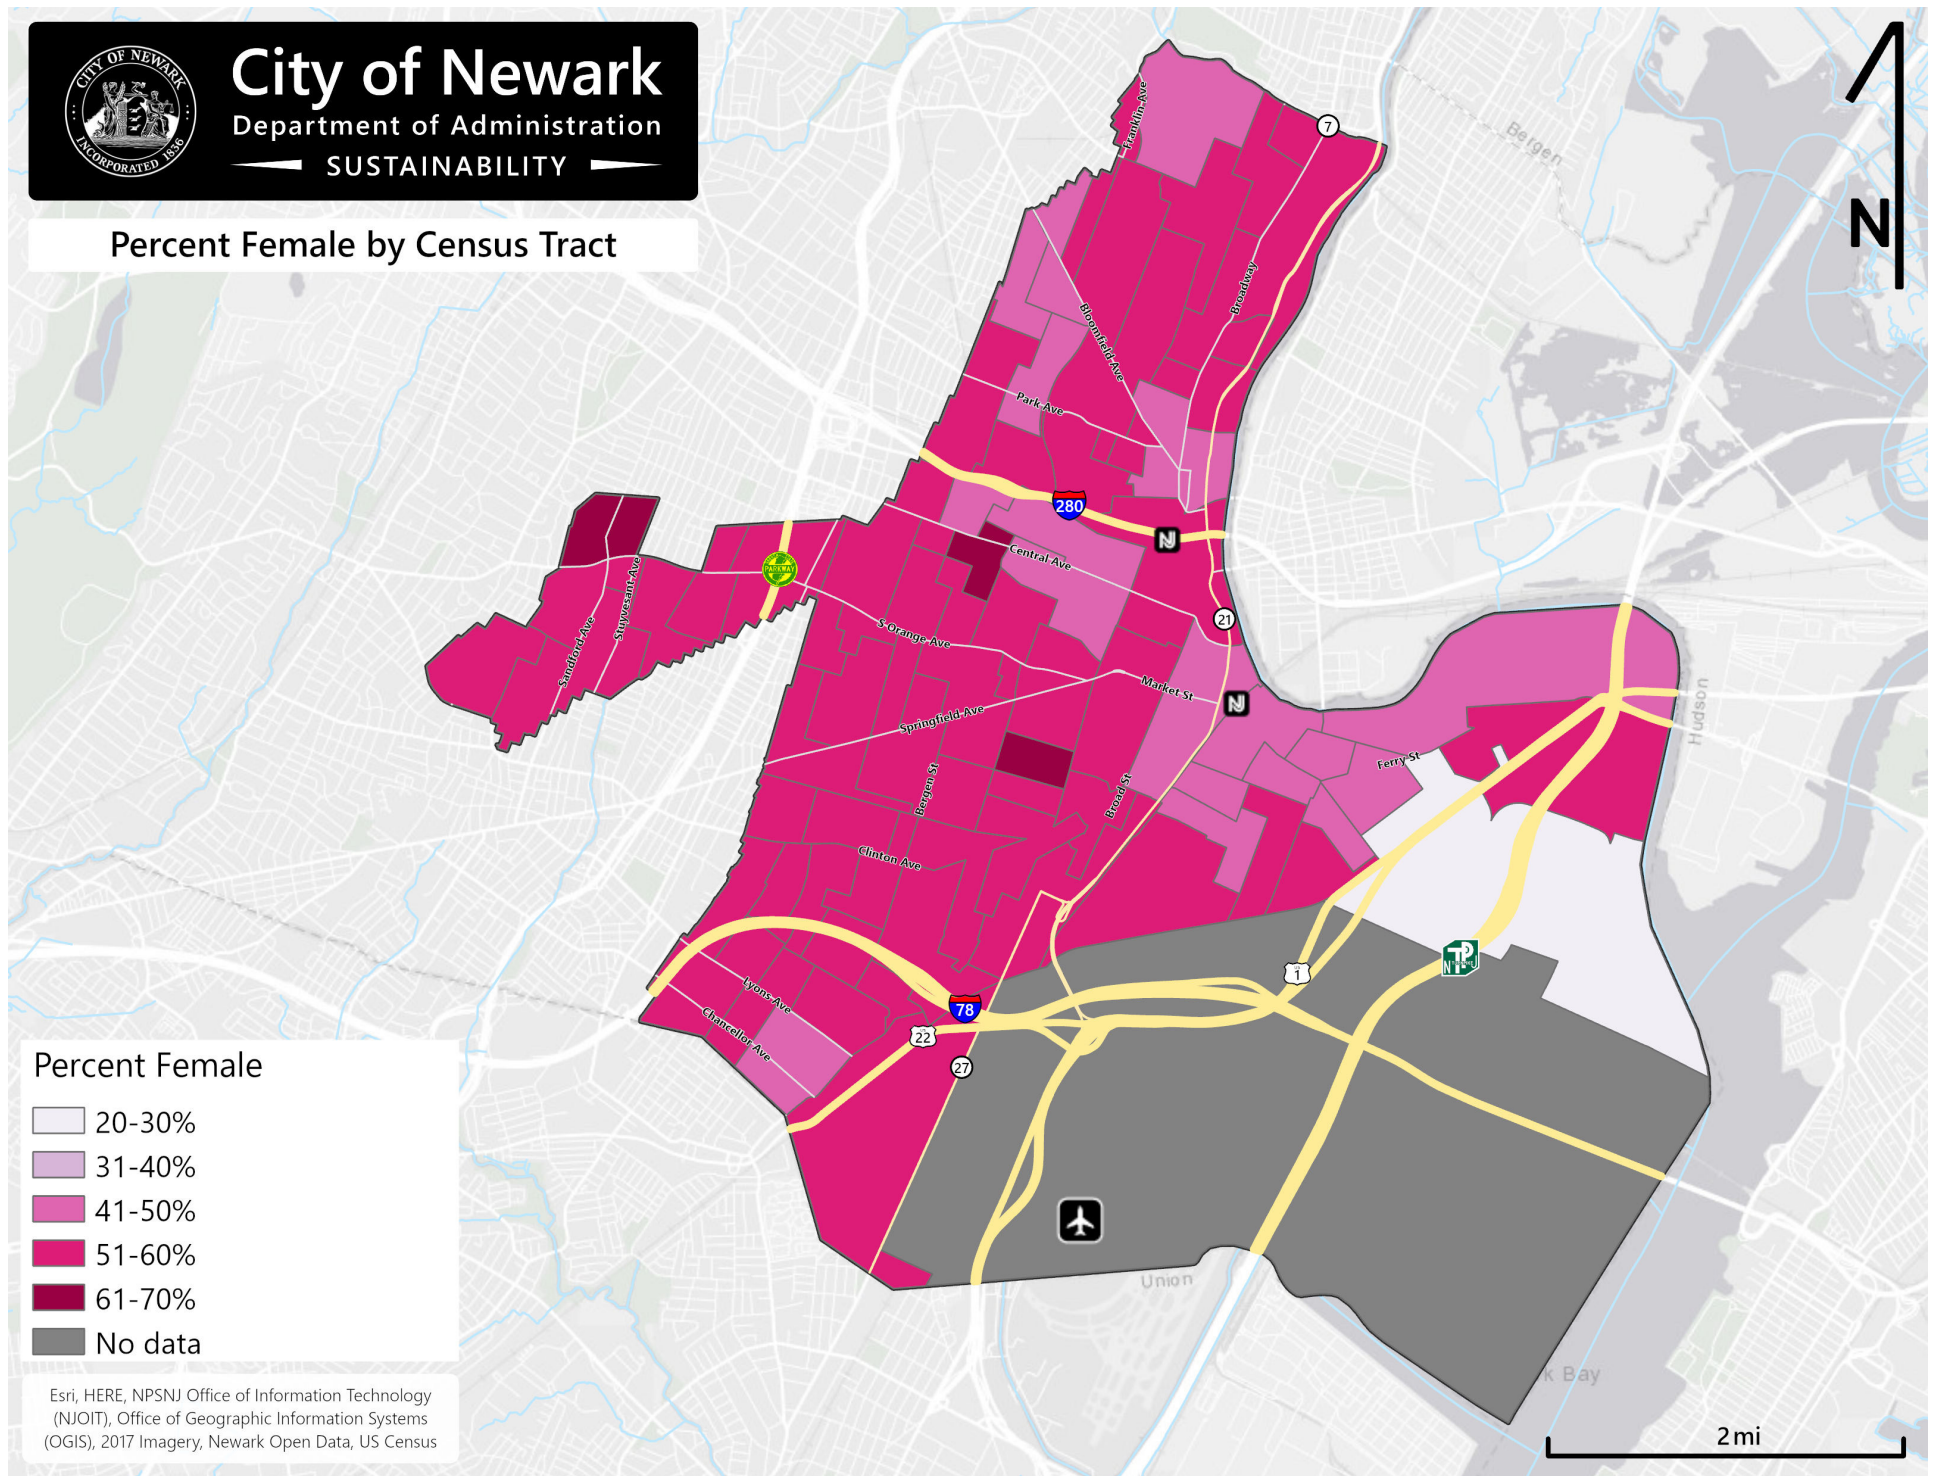 CITY OF NEWARK
INCORPORATED 1836
City of Newark
Department of Administration
SUSTAINABILITY
Percent Female by Census Tract
N
Bergen
7
Franklin Ave
Broadway
Bloomfield Ave
Park Ave
280
Central Ave
PARKWAY
Stuyvesant Ave
Sandford Ave
S Orange Ave
21
Market St
Springfield Ave
Hudson
Ferry St
Bergen St
Broad St
Clinton Ave
1
Lyons Ave
Chancellor Ave
78
22
27
Union
k Bay
Percent Female
20-30%
31-40%
41-50%
51-60%
61-70%
No data
Esri, HERE, NPSNJ Office of Information Technology
(NJOIT), Office of Geographic Information Systems
(OGIS), 2017 Imagery, Newark Open Data, US Census
2 mi